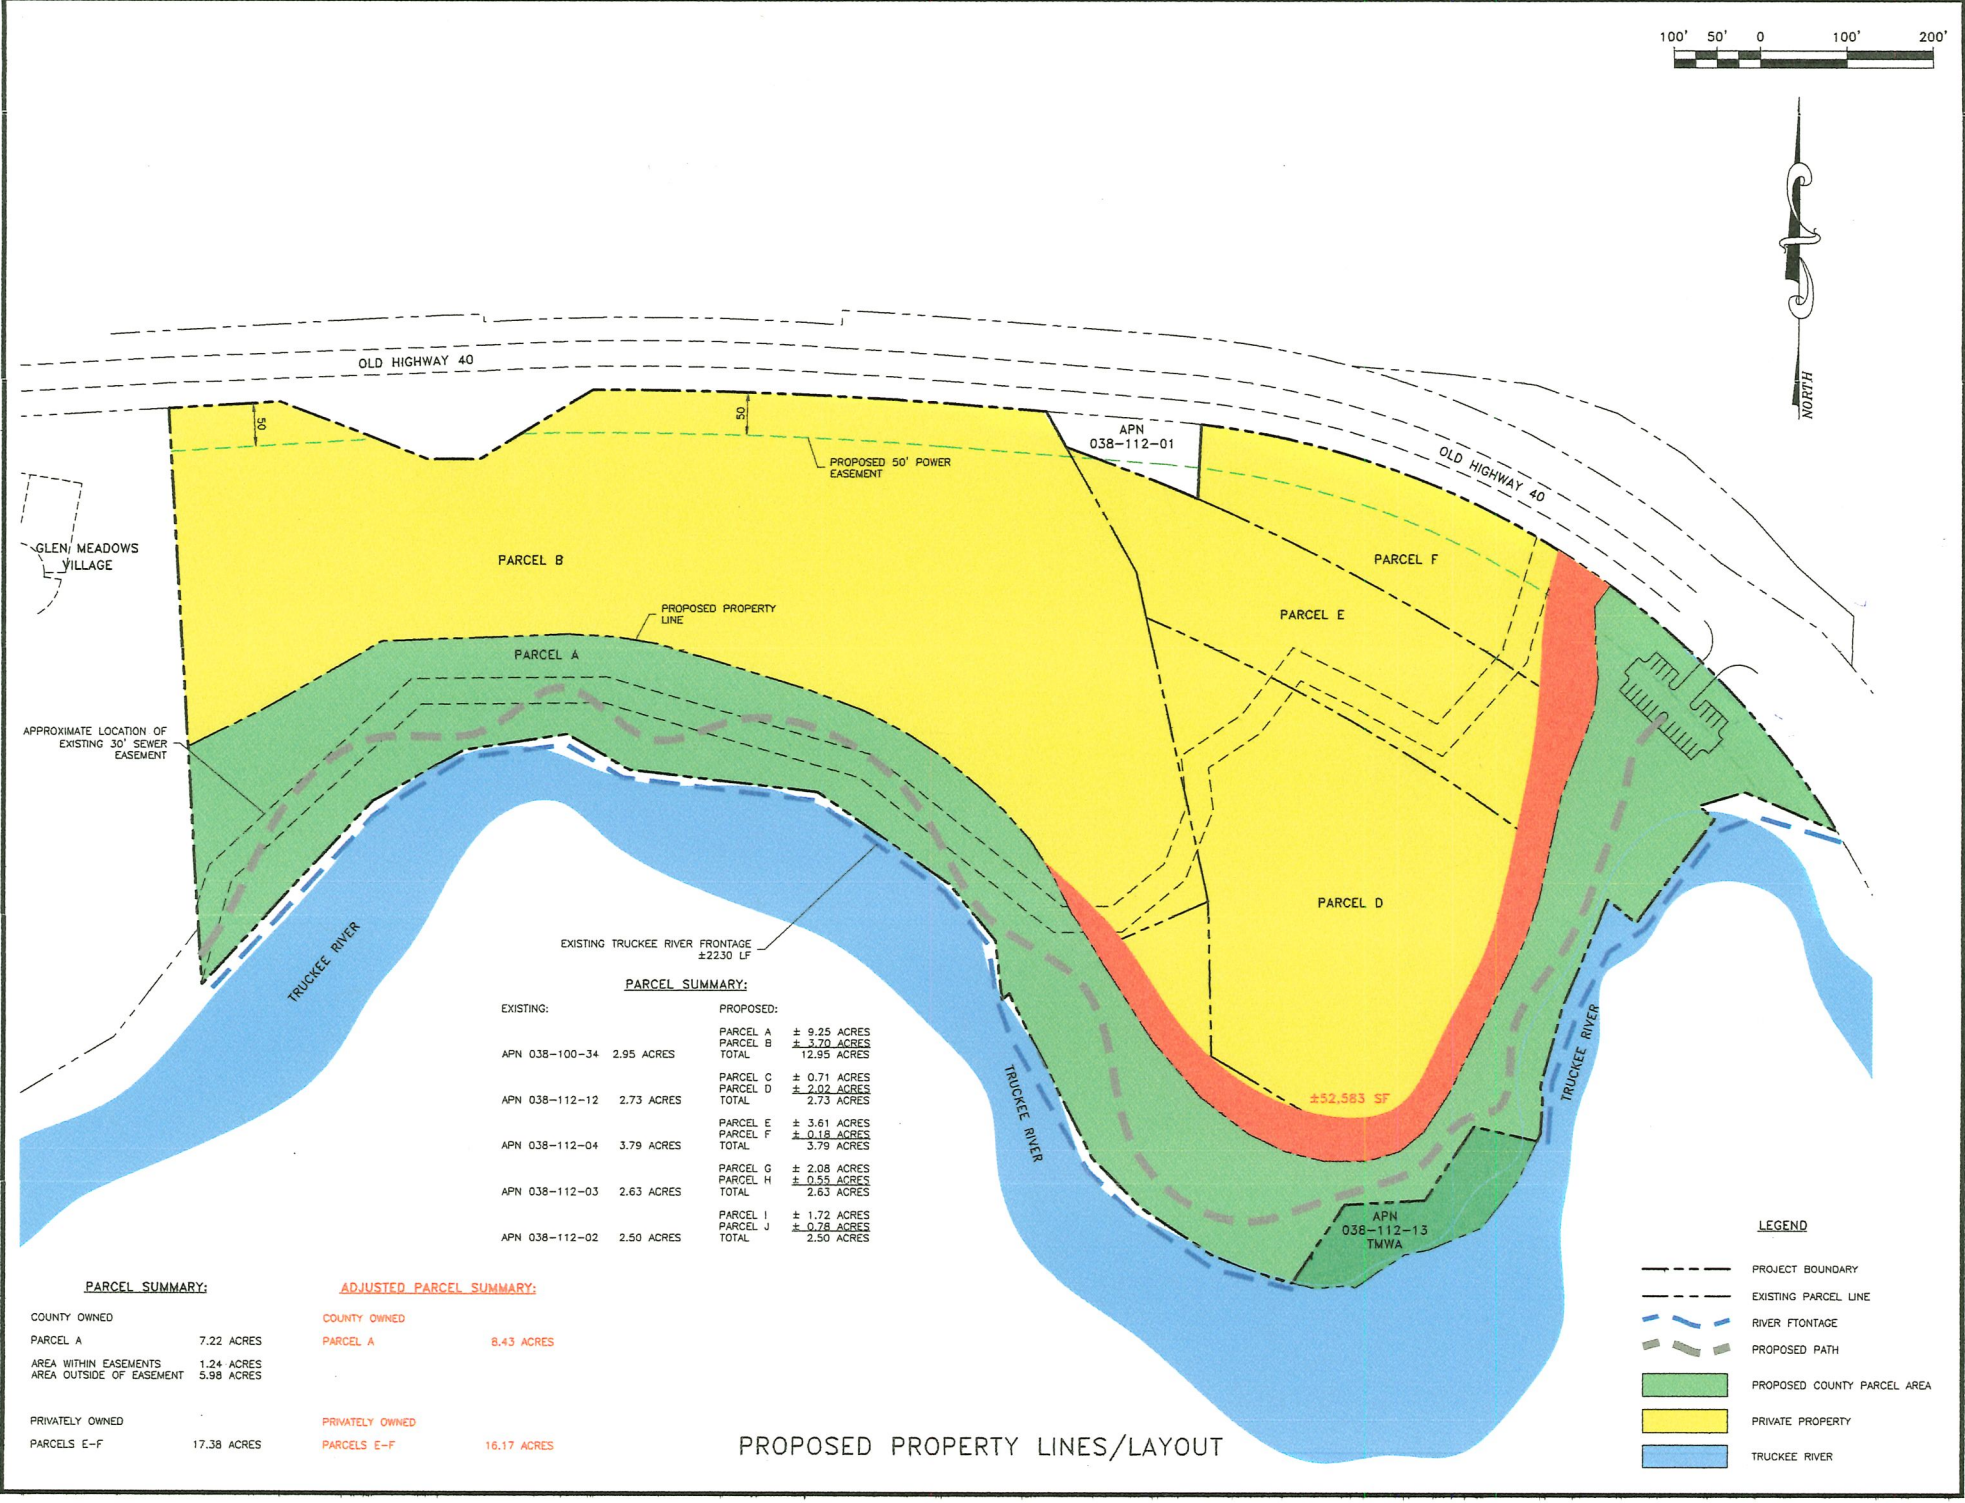 100' 50' 0 100' 200'
NORTH
OLD HIGHWAY 40
APN
038-112-01
OLD HIGHWAY 40
50
50
PROPOSED 50' POWER
EASEMENT
GLEN MEADOWS
VILLAGE
PARCEL B
PARCEL F
PROPOSED PROPERTY
LINE
PARCEL E
PARCEL A
APPROXIMATE LOCATION OF
EXISTING 30' SEWER
EASEMENT
PARCEL D
TRUCKEE RIVER
EXISTING TRUCKEE RIVER FRONTAGE
±2230 LF
TRUCKEE RIVER
TRUCKEE RIVER
±52,583 SF
APN
038-112-13
TMWA
PARCEL SUMMARY:
EXISTING: PROPOSED:
PARCEL A ± 9.25 ACRES
PARCEL B ± 3.70 ACRES
APN 038-100-34 2.95 ACRES TOTAL 12.95 ACRES
PARCEL C ± 0.71 ACRES
PARCEL D ± 2.02 ACRES
APN 038-112-12 2.73 ACRES TOTAL 2.73 ACRES
PARCEL E ± 3.61 ACRES
PARCEL F ± 0.18 ACRES
APN 038-112-04 3.79 ACRES TOTAL 3.79 ACRES
PARCEL G ± 2.08 ACRES
PARCEL H ± 0.55 ACRES
APN 038-112-03 2.63 ACRES TOTAL 2.63 ACRES
PARCEL I ± 1.72 ACRES
PARCEL J ± 0.78 ACRES
APN 038-112-02 2.50 ACRES TOTAL 2.50 ACRES
PARCEL SUMMARY:
COUNTY OWNED
PARCEL A 7.22 ACRES
AREA WITHIN EASEMENTS 1.24 ACRES
AREA OUTSIDE OF EASEMENT 5.98 ACRES
PRIVATELY OWNED
PARCELS E-F 17.38 ACRES
ADJUSTED PARCEL SUMMARY:
COUNTY OWNED
PARCEL A 8.43 ACRES
PRIVATELY OWNED
PARCELS E-F 16.17 ACRES
PROPOSED PROPERTY LINES/LAYOUT
LEGEND
PROJECT BOUNDARY
EXISTING PARCEL LINE
RIVER FTONTAGE
PROPOSED PATH
PROPOSED COUNTY PARCEL AREA
PRIVATE PROPERTY
TRUCKEE RIVER